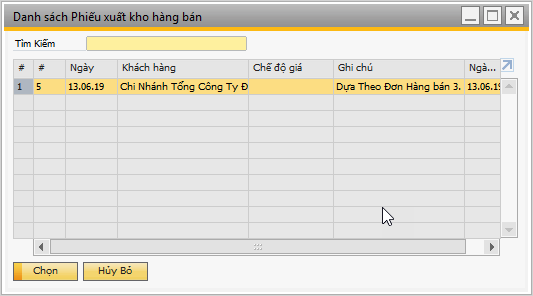 Danh sách Phiếu xuất kho hàng bán
Tìm Kiếm
# # Ngày Khách hàng Chế độ giá Ghi chú Ngà...
1 5 13.06.19 Chi Nhánh Tổng Công Ty Đ Dựa Theo Đơn Hàng bán 3. 13.06.19
Chọn Hủy Bỏ